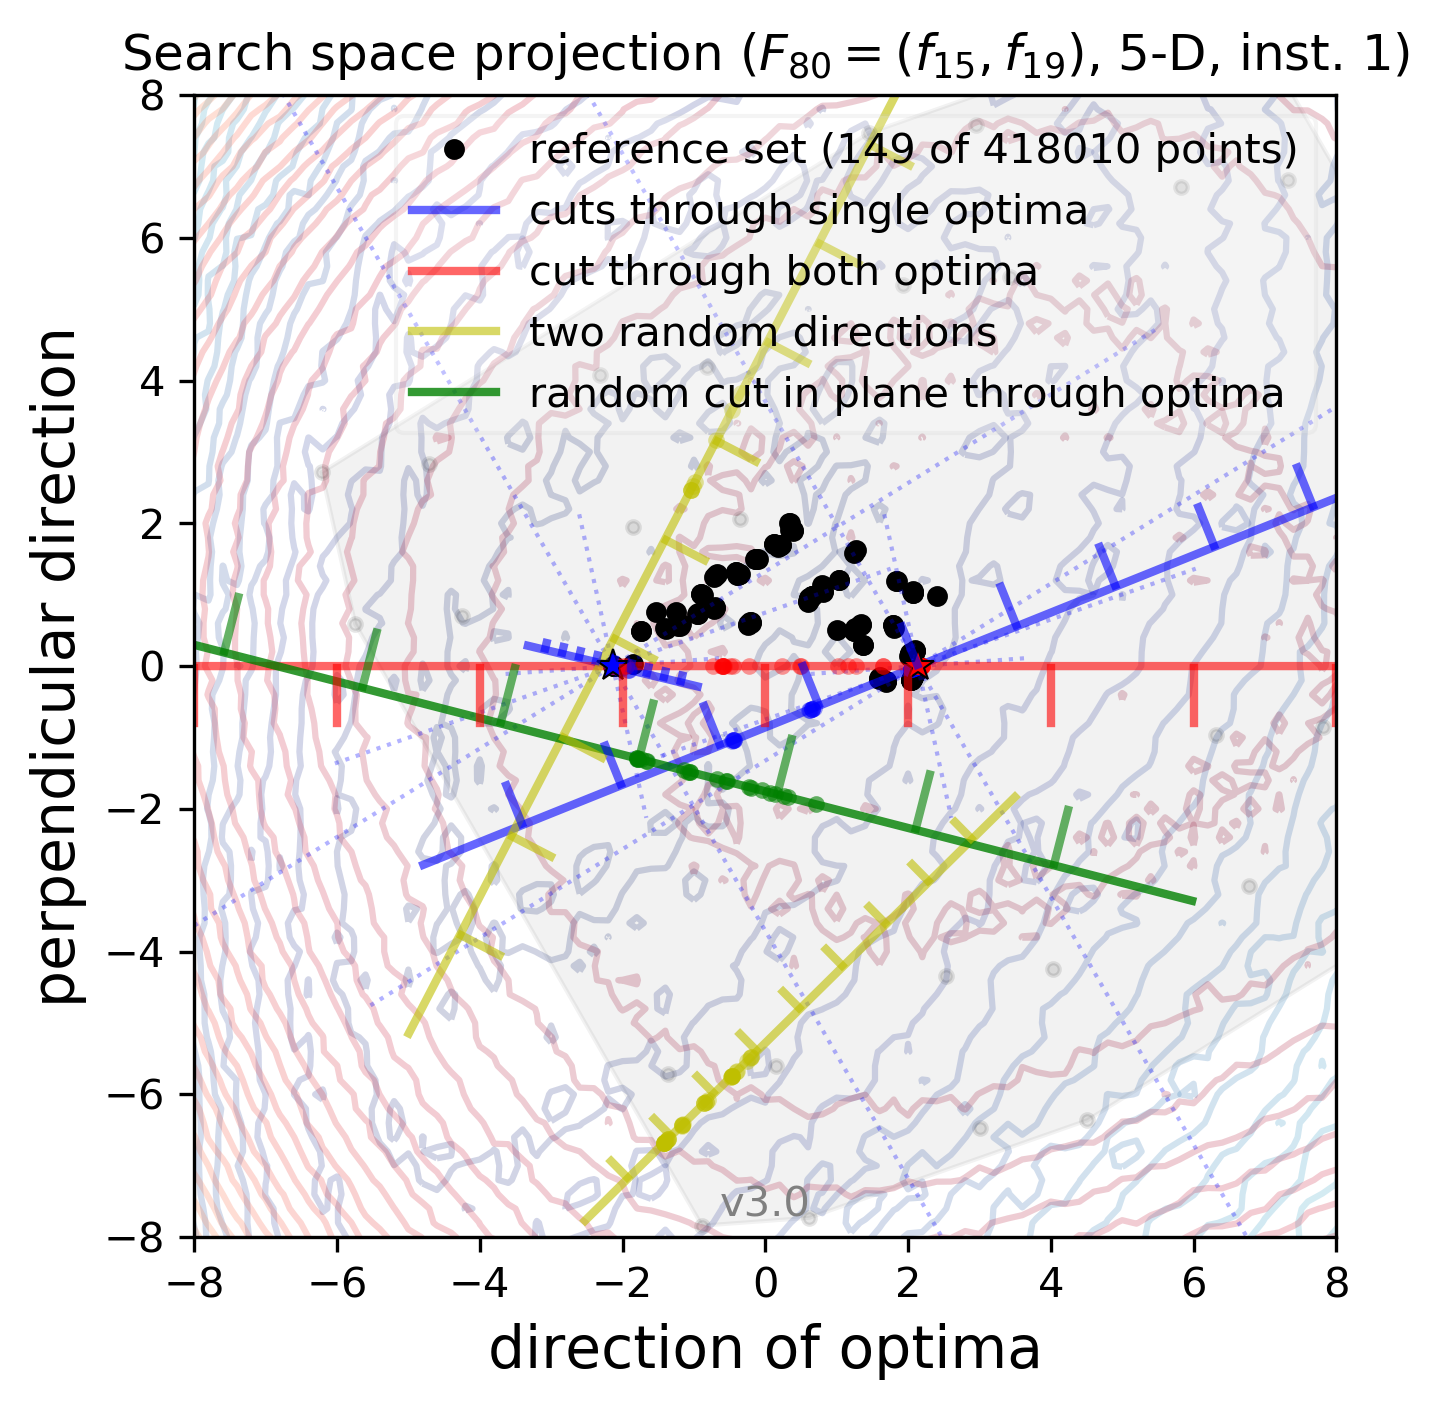 Search space projection (F₈₀ = (f₁₅, f₁₉), 5-D, inst. 1)
8
6
4
2
0
−2
−4
−6
−8
perpendicular direction
reference set (149 of 418010 points)
cuts through single optima
cut through both optima
two random directions
random cut in plane through optima
v3.0
−8 −6 −4 −2 0 2 4 6 8
direction of optima